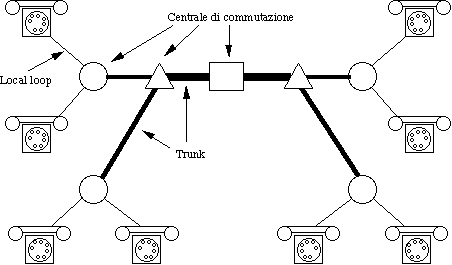 Centrale di commutazione
Local loop
Trunk